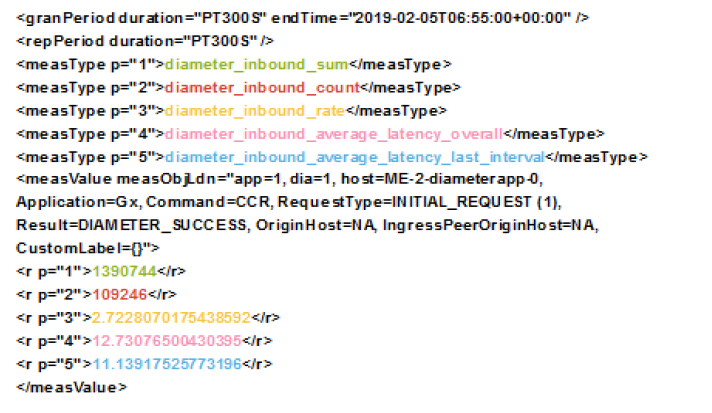 <granPeriod duration="PT300S" endTime="2019-02-05T06:55:00+00:00" />
<repPeriod duration="PT300S"/>
<measType p="1">diameter_inbound_sum</measType>
<measType p="2">diameter_inbound_count</measType>
<measType p="3">diameter_inbound_rate</measType>
<measType p="4">diameter_inbound_average_latency_overall</measType>
<measType p="5">diameter_inbound_average_latency_last_interval</measType>
<measValue measObjLdn="app=1, dia=1, host=ME-2-diameterapp-0,
Application=Gx, Command=CCR, RequestType=INITIAL_REQUEST (1),
Result=DIAMETER_SUCCESS, OriginHost=NA, IngressPeerOriginHost=NA,
CustomLabel={}">
<r p="1">1390744</r>
<r p="2">109246</r>
<r p="3">2.7228070175438592</r>
<r p="4">12.73076500430395</r>
<r p="5">11.13917525773196</r>
</measValue>